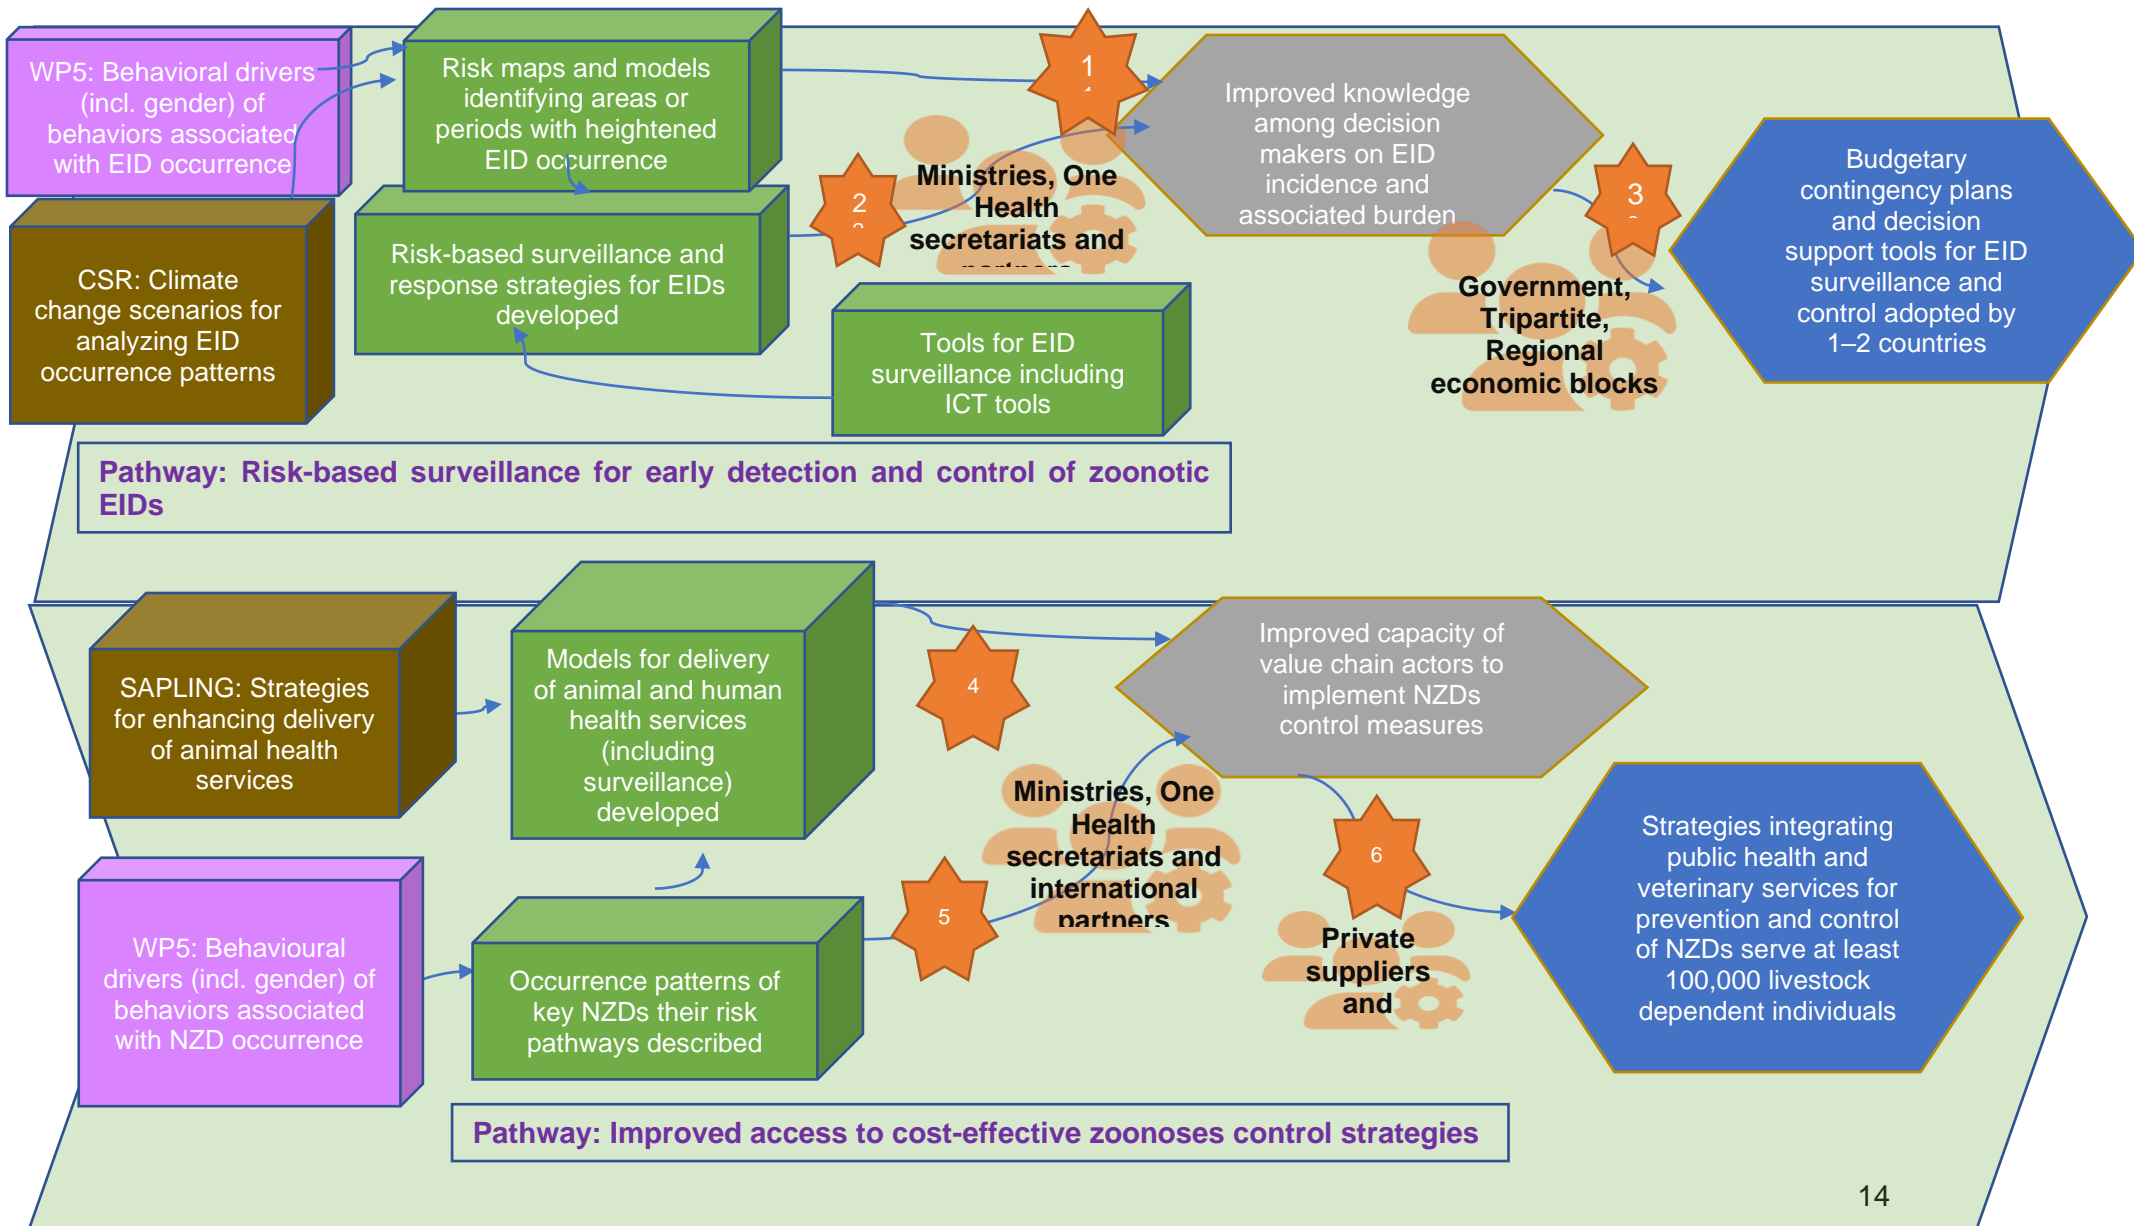 WP5: Behavioral drivers
(incl. gender) of
behaviors associated
with EID occurrence
Risk maps and models
identifying areas or
periods with heightened
EID occurrence
1
Improved knowledge
among decision
makers on EID
incidence and
associated burden
Budgetary
contingency plans
and decision
support tools for EID
surveillance and
control adopted by
1–2 countries
CSR: Climate
change scenarios for
analyzing EID
occurrence patterns
Risk-based surveillance and
response strategies for EIDs
developed
2
Ministries, One
Health
secretariats and
partners
3
Government,
Tripartite,
Regional
economic blocks
Tools for EID
surveillance including
ICT tools
Pathway: Risk-based surveillance for early detection and control of zoonotic
EIDs
SAPLING: Strategies
for enhancing delivery
of animal health
services
Models for delivery
of animal and human
health services
(including
surveillance)
developed
4
Improved capacity of
value chain actors to
implement NZDs
control measures
Ministries, One
Health
secretariats and
international
partners
5
6
Private
suppliers
and
Strategies integrating
public health and
veterinary services for
prevention and control
of NZDs serve at least
100,000 livestock
dependent individuals
WP5: Behavioural
drivers (incl. gender) of
behaviors associated
with NZD occurrence
Occurrence patterns of
key NZDs their risk
pathways described
Pathway: Improved access to cost-effective zoonoses control strategies
14